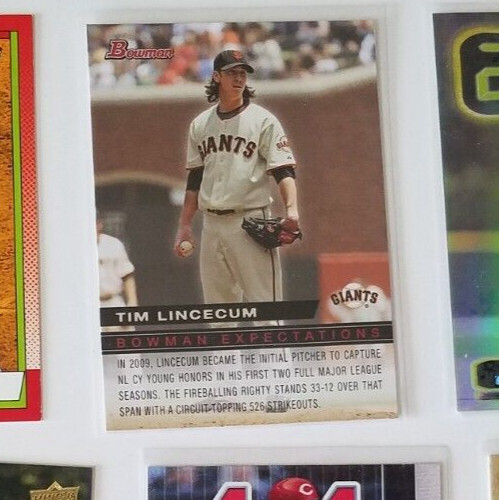 Bowman
GIANTS
GIANTS
TIM LINCECUM
BOWMAN EXPECTATIONS
IN 2009, LINCECUM BECAME THE INITIAL PITCHER TO CAPTURE
NL CY YOUNG HONORS IN HIS FIRST TWO FULL MAJOR LEAGUE
SEASONS. THE FIREBALLING RIGHTY STANDS 33-12 OVER THAT
SPAN WITH A CIRCUIT-TOPPING 526 STRIKEOUTS.
UPPER